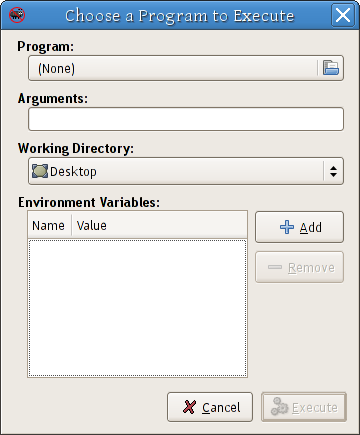 Choose a Program to Execute
Program:
(None)
Arguments:
Working Directory:
Desktop
Environment Variables:
Name Value
Add
Remove
Cancel
Execute